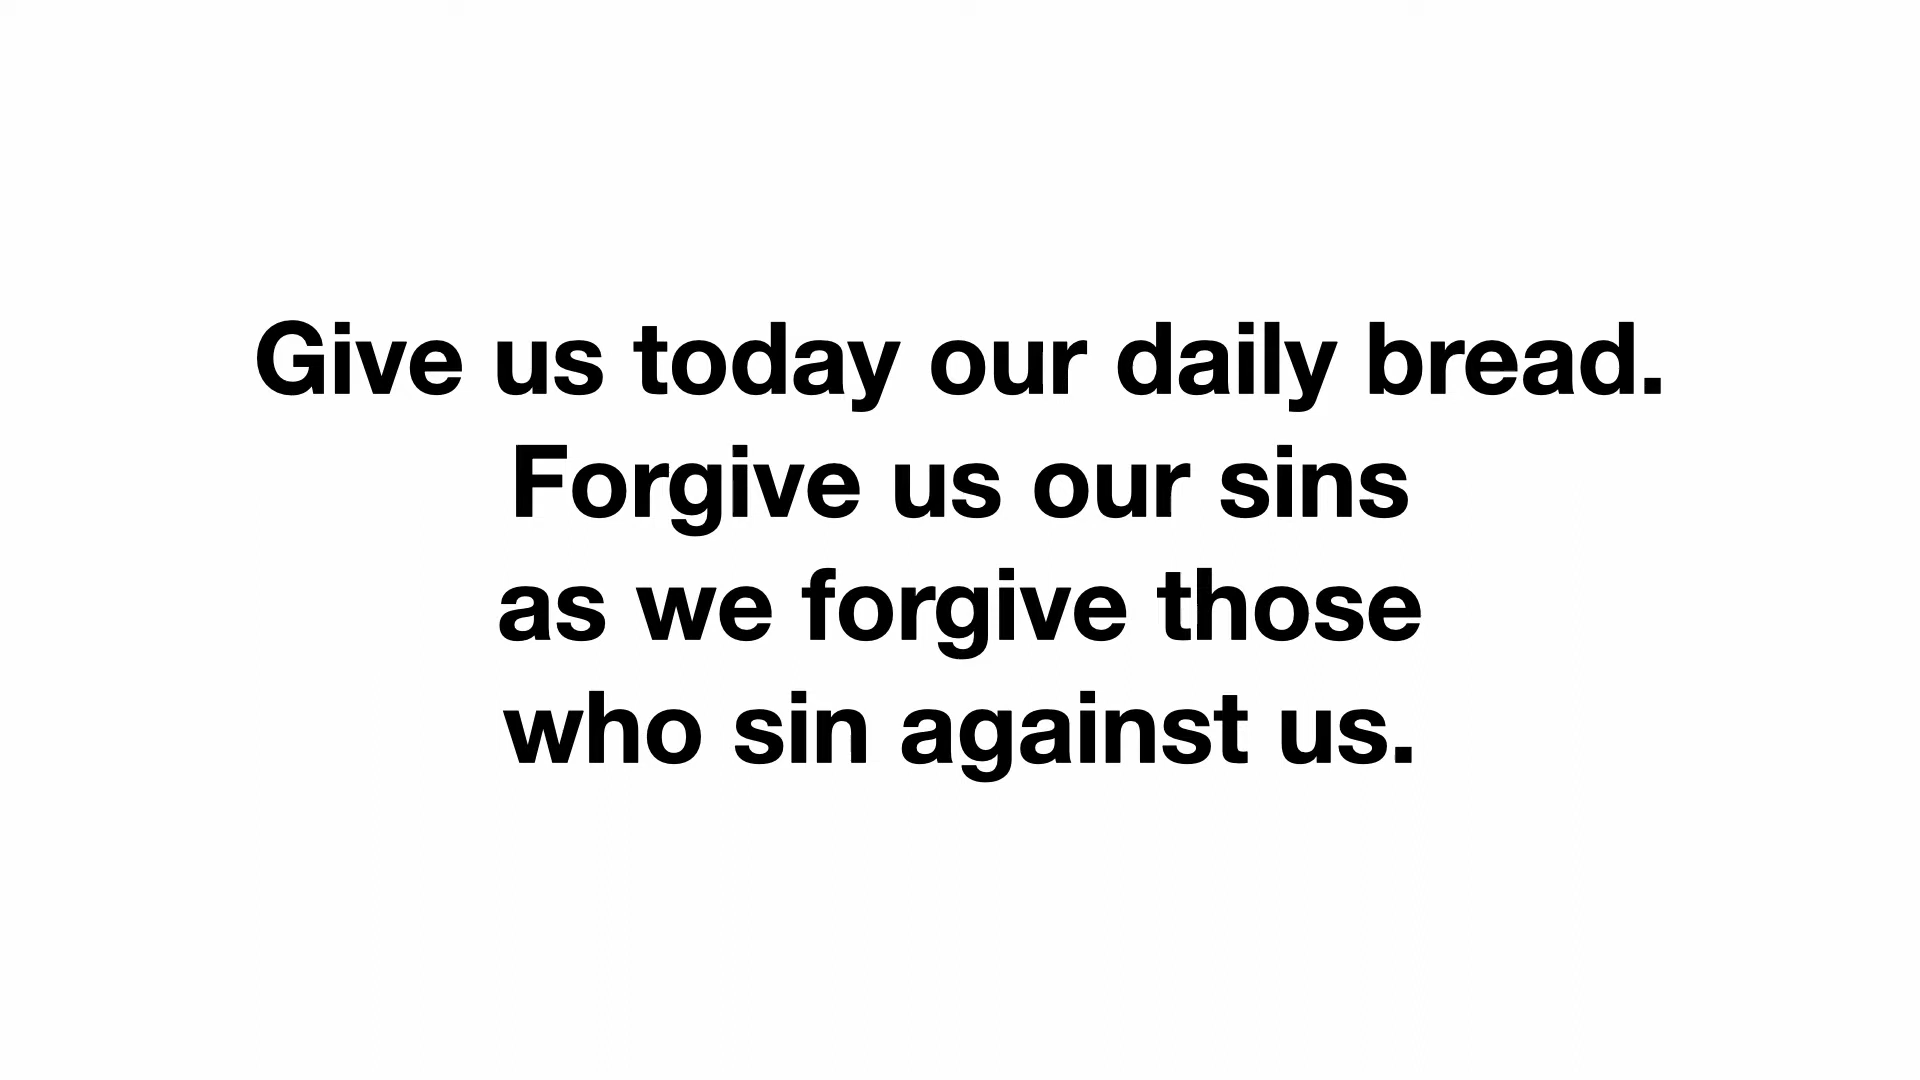 Give us today our daily bread.
Forgive us our sins
as we forgive those
who sin against us.